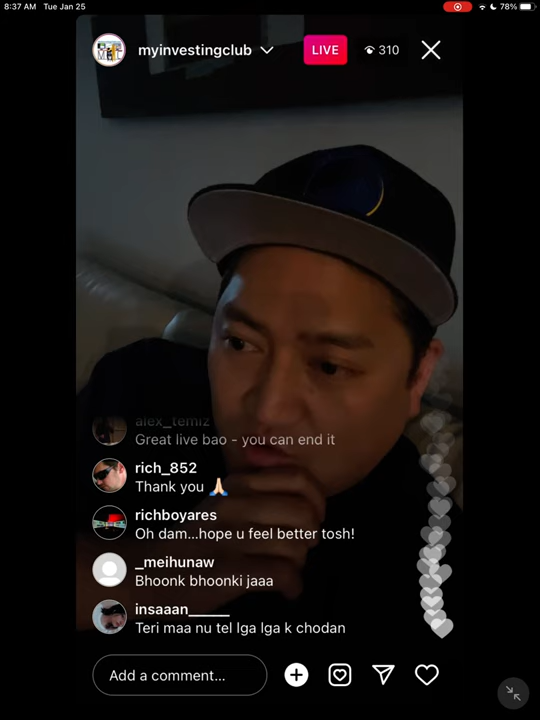 8:37 AM Tue Jan 25
78%
myinvestingclub
LIVE
310
alex_temiz
Great live bao - you can end it
rich_852
Thank you 🙏🏻
richboyares
Oh dam...hope u feel better tosh!
_meihunaw
Bhoonk bhoonki jaaa
insaaan______
Teri maa nu tel lga lga k chodan
Add a comment...